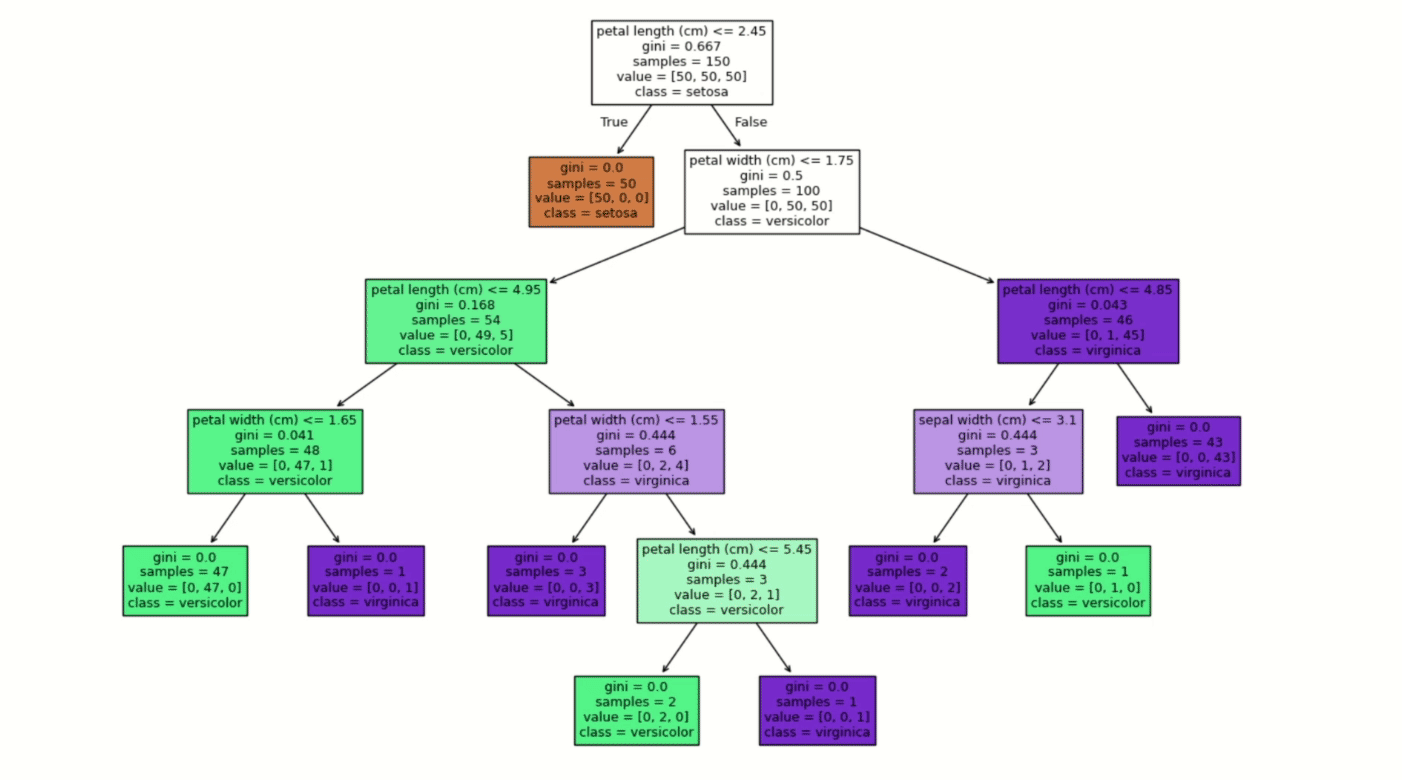 petal length (cm) <= 2.45
gini = 0.667
samples = 150
value = [50, 50, 50]
class = setosa
True
False
gini = 0.0
samples = 50
value = [50, 0, 0]
class = setosa
petal width (cm) <= 1.75
gini = 0.5
samples = 100
value = [0, 50, 50]
class = versicolor
petal length (cm) <= 4.95
gini = 0.168
samples = 54
value = [0, 49, 5]
class = versicolor
petal length (cm) <= 4.85
gini = 0.043
samples = 46
value = [0, 1, 45]
class = virginica
petal width (cm) <= 1.65
gini = 0.041
samples = 48
value = [0, 47, 1]
class = versicolor
petal width (cm) <= 1.55
gini = 0.444
samples = 6
value = [0, 2, 4]
class = virginica
sepal width (cm) <= 3.1
gini = 0.444
samples = 3
value = [0, 1, 2]
class = virginica
gini = 0.0
samples = 43
value = [0, 0, 43]
class = virginica
gini = 0.0
samples = 47
value = [0, 47, 0]
class = versicolor
gini = 0.0
samples = 1
value = [0, 0, 1]
class = virginica
gini = 0.0
samples = 3
value = [0, 0, 3]
class = virginica
petal length (cm) <= 5.45
gini = 0.444
samples = 3
value = [0, 2, 1]
class = versicolor
gini = 0.0
samples = 2
value = [0, 0, 2]
class = virginica
gini = 0.0
samples = 1
value = [0, 1, 0]
class = versicolor
gini = 0.0
samples = 2
value = [0, 2, 0]
class = versicolor
gini = 0.0
samples = 1
value = [0, 0, 1]
class = virginica